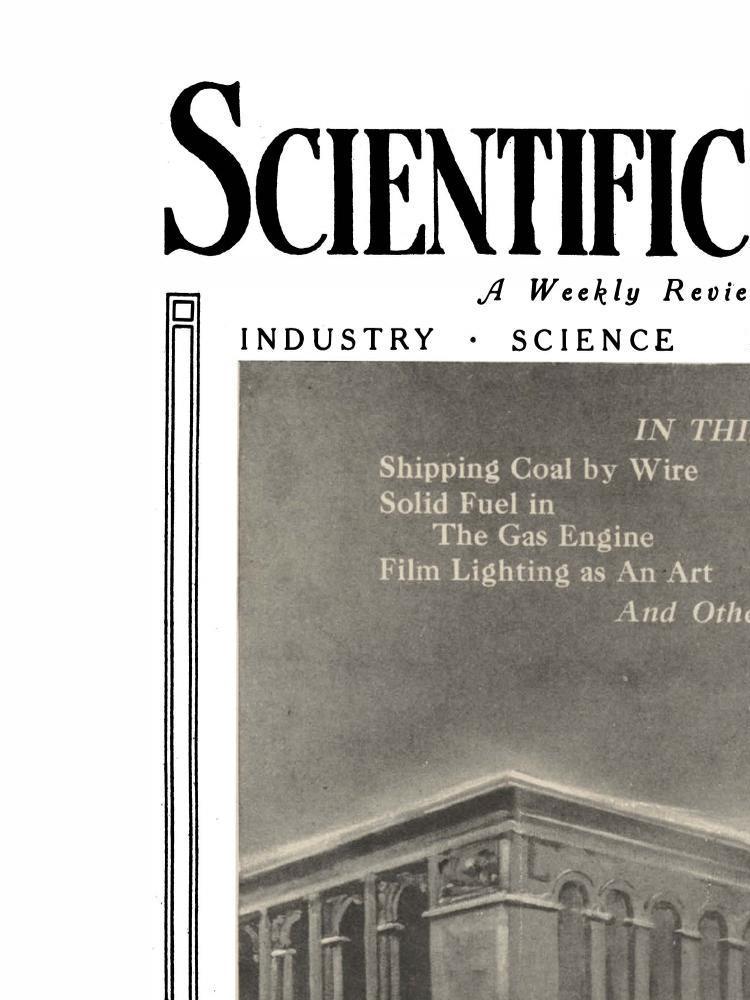 SCIENTIFIC
A Weekly Revie
INDUSTRY · SCIENCE
IN THI
Shipping Coal by Wire
Solid Fuel in
The Gas Engine
Film Lighting as An Art
And Othe